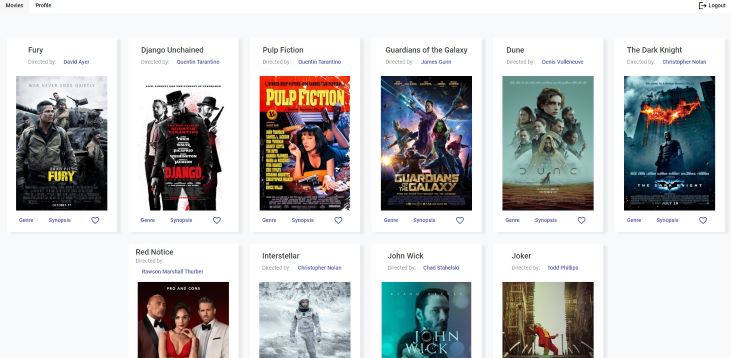 Movies Profile Logout
Fury
Directed by: David Ayer
WAR NEVER ENDS QUIETLY
FURY
Genre Synopsis
Django Unchained
Directed by: Quentin Tarantino
DJANGO
Genre Synopsis
Pulp Fiction
Directed by: Quentin Tarantino
PULP FICTION
Genre Synopsis
Guardians of the Galaxy
Directed by: James Gunn
GUARDIANS
OF THE GALAXY
Genre Synopsis
Dune
Directed by: Denis Villeneuve
DUNC
Genre Synopsis
The Dark Knight
Directed by: Christopher Nolan
THE DARK KNIGHT
Genre Synopsis
Red Notice
Directed by:
Rawson Marshall Thurber
PRO AND CONS
Interstellar
Directed by: Christopher Nolan
John Wick
Directed by: Chad Stahelski
JOHN
WICK
Joker
Directed by: Todd Phillips